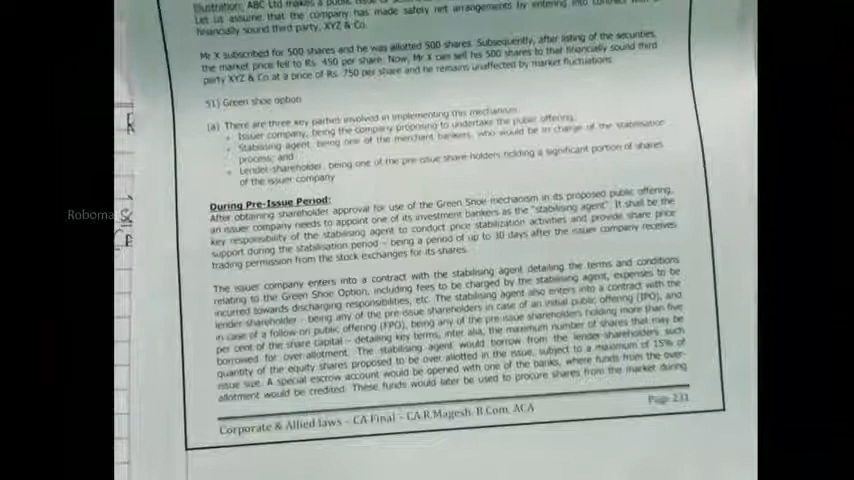 Illustration: ABC Ltd makes a public issue of
Let us assume that the company has made safety net arrangements by entering into contract with a
financially sound third party, XYZ & Co.
Mr X subscribed for 500 shares and he was allotted 500 shares. Subsequently, after listing of the securities,
the market price fell to Rs. 450 per share. Now, Mr X can sell his 500 shares to that financially sound third
party XYZ & Co at a price of Rs. 750 per share and he remains unaffected by market fluctuations.
51) Green shoe option
(a) There are three key parties involved in implementing this mechanism
Issuer company, being the company proposing to undertake the public offering;
Stabilising agent, being one of the merchant bankers, who would be in charge of the stabilisation
process; and
Lender-shareholder, being one of the pre issue share-holders holding a significant portion of shares
of the issuer company
During Pre-Issue Period:
After obtaining shareholder approval for use of the Green Shoe mechanism in its proposed public offering,
an issuer company needs to appoint one of its investment bankers as the "stabilising agent". It shall be the
key responsibility of the stabilising agent to conduct price stabilization activities and provide share price
support during the stabilisation period - being a period of up to 30 days after the issuer company receives
trading permission from the stock exchanges for its shares.
The issuer company enters into a contract with the stabilising agent detailing the terms and conditions
relating to the Green Shoe Option, including fees to be charged by the stabilising agent, expenses to be
incurred towards discharging responsibilities, etc. The stabilising agent also enters into a contract with the
lender shareholder - being any of the pre-issue shareholders in case of an initial public offering (IPO), and
in case of a follow-on public offering (FPO), being any of the pre-issue shareholders holding more than five
per cent of the share capital – detailing key terms, inter alia, the maximum number of shares that may be
borrowed for over-allotment. The stabilising agent would borrow from the lender-shareholders such
quantity of the equity shares proposed to be over allotted in the issue, subject to a maximum of 15% of
issue size. A special escrow account would be opened with one of the banks, where funds from the over-
allotment would be credited. These funds would later be used to procure shares from the market during
Corporate & Allied laws – CA Final – CA R.Magesh. B.Com, ACA
Page 231
Roboma